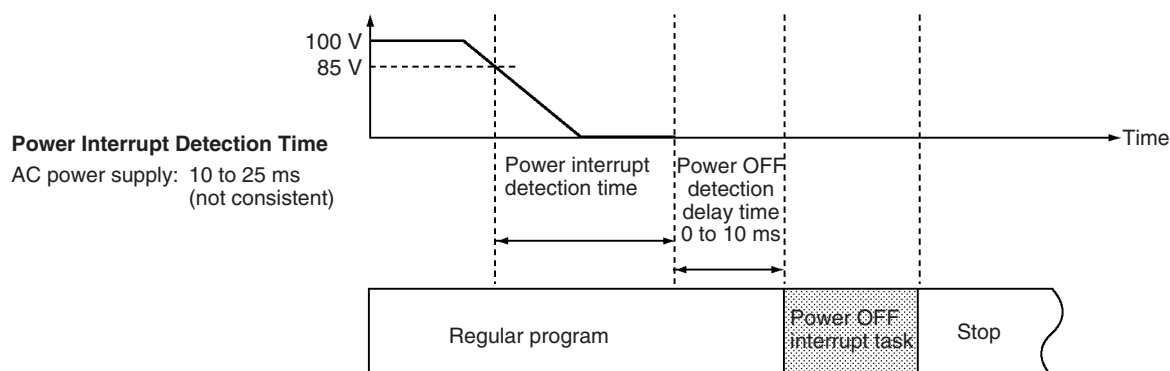 100 V
85 V
Time
Power Interrupt Detection Time
AC power supply: 10 to 25 ms
(not consistent)
Power interrupt
detection time
Power OFF
detection
delay time
0 to 10 ms
Regular program
Power OFF
interrupt task
Stop